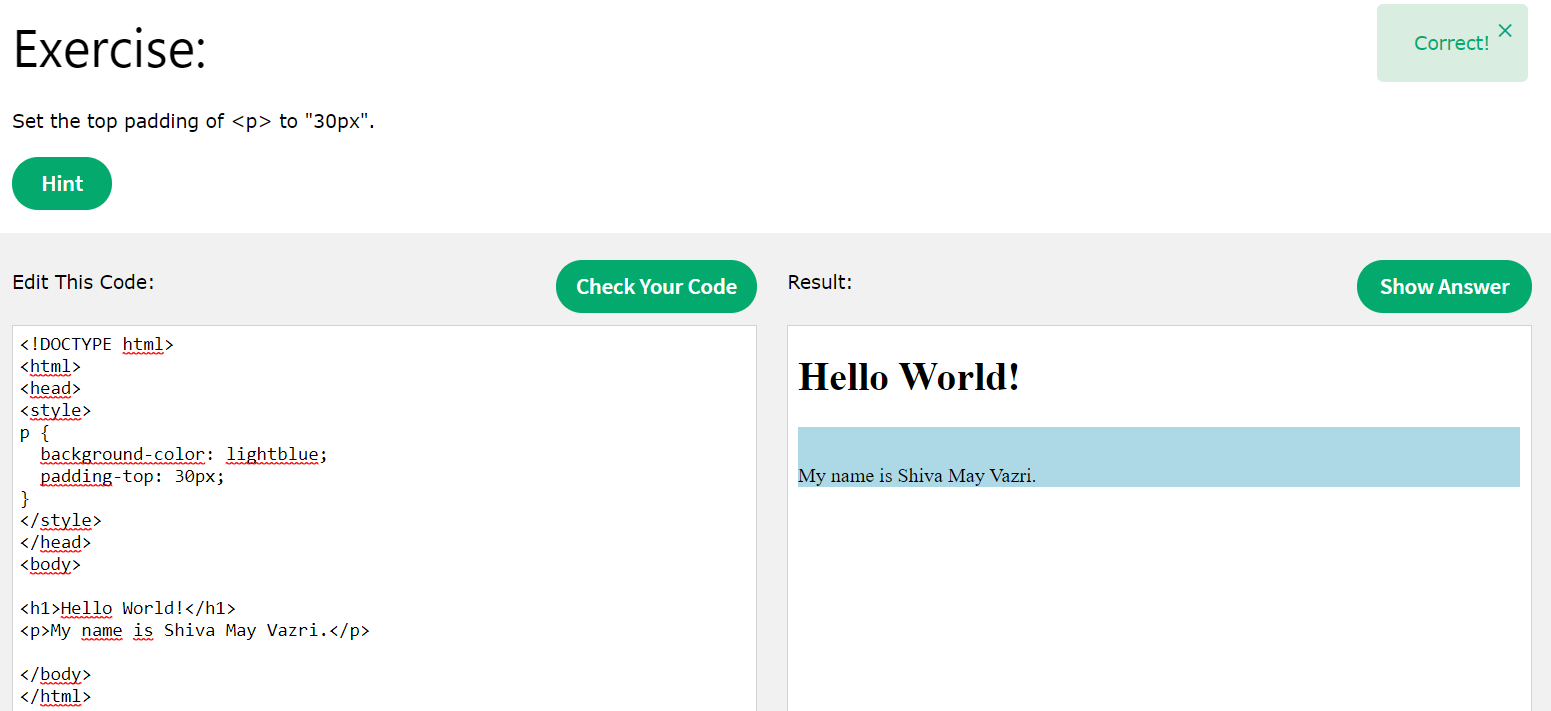 Exercise:
Correct!
×
Set the top padding of <p> to "30px".
Hint
Edit This Code:
Check Your Code
Result:
Show Answer
<!DOCTYPE html>
<html>
<head>
<style>
p {
  background-color: lightblue;
  padding-top: 30px;
}
</style>
</head>
<body>
<h1>Hello World!</h1>
<p>My name is Shiva May Vazri.</p>
</body>
</html>
Hello World!
My name is Shiva May Vazri.